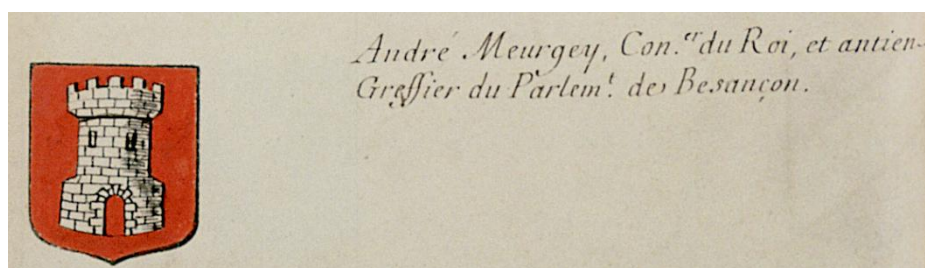 André Meurgey, Con.er du Roi, et antien-
Greffier du Parlem.t de Besançon.